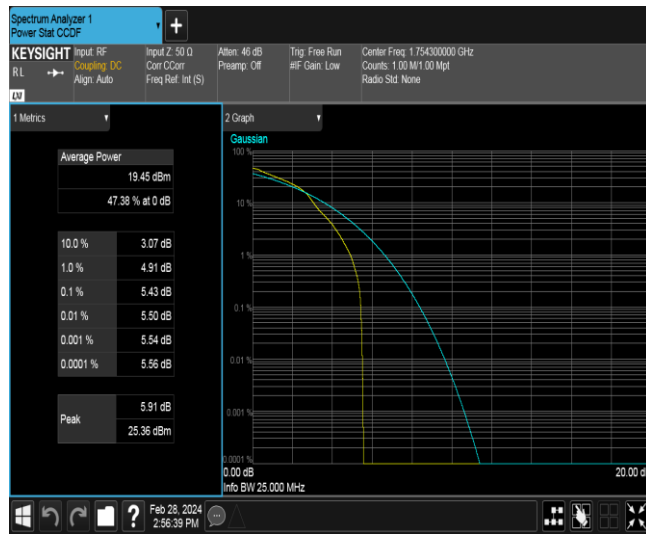 Spectrum Analyzer 1
Power Stat CCDF
+
KEYSIGHT
RL
LXI
Input: RF
Coupling: DC
Align: Auto
Input Z: 50 Ω
Corr CCorr
Freq Ref: Int (S)
Atten: 46 dB
Preamp: Off
Trig: Free Run
#IF Gain: Low
Center Freq: 1.754300000 GHz
Counts: 1.00 M/1.00 Mpt
Radio Std: None
1 Metrics
Average Power
19.45 dBm
47.38 % at 0 dB
10.0 % 3.07 dB
1.0 % 4.91 dB
0.1 % 5.43 dB
0.01 % 5.50 dB
0.001 % 5.54 dB
0.0001 % 5.56 dB
Peak
5.91 dB
25.36 dBm
2 Graph
Gaussian
100 %
10 %
1 %
0.1 %
0.01 %
0.001 %
0.0001 %
0.00 dB
20.00 d
Info BW 25.000 MHz
?
Feb 28, 2024
2:56:39 PM